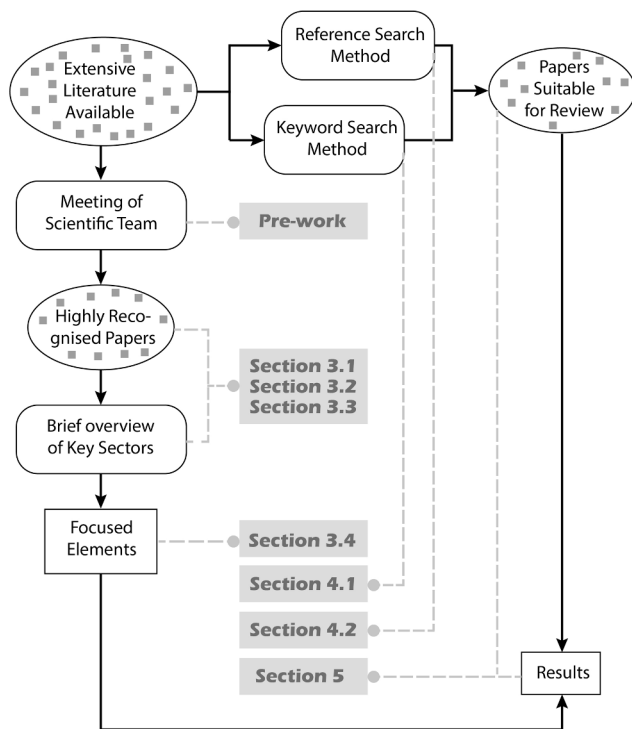 Extensive
Literature
Available
Reference Search
Method
Keyword Search
Method
Papers
Suitable
for Review
Meeting of
Scientific Team
Pre-work
Highly Reco-
gnised Papers
Section 3.1
Section 3.2
Section 3.3
Brief overview
of Key Sectors
Focused
Elements
Section 3.4
Section 4.1
Section 4.2
Section 5
Results